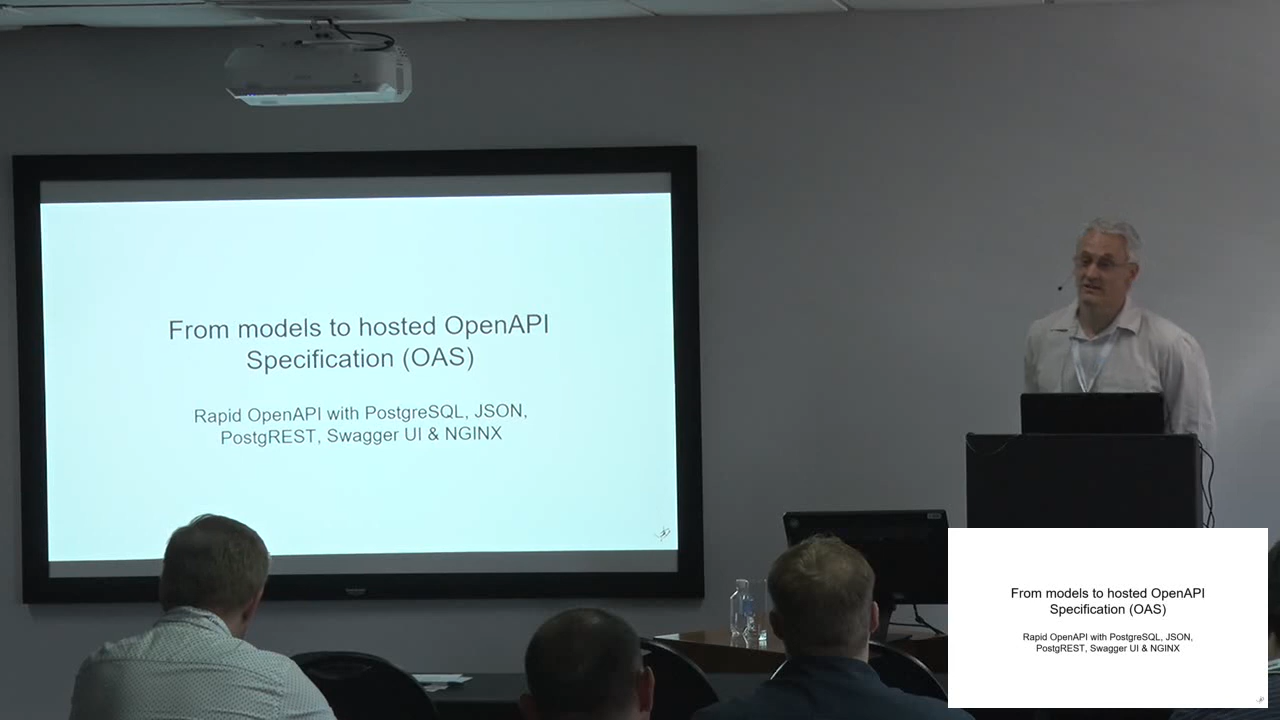 From models to hosted OpenAPI
Specification (OAS)
Rapid OpenAPI with PostgreSQL, JSON,
PostgREST, Swagger UI & NGINX
From models to hosted OpenAPI
Specification (OAS)
Rapid OpenAPI with PostgreSQL, JSON,
PostgREST, Swagger UI & NGINX